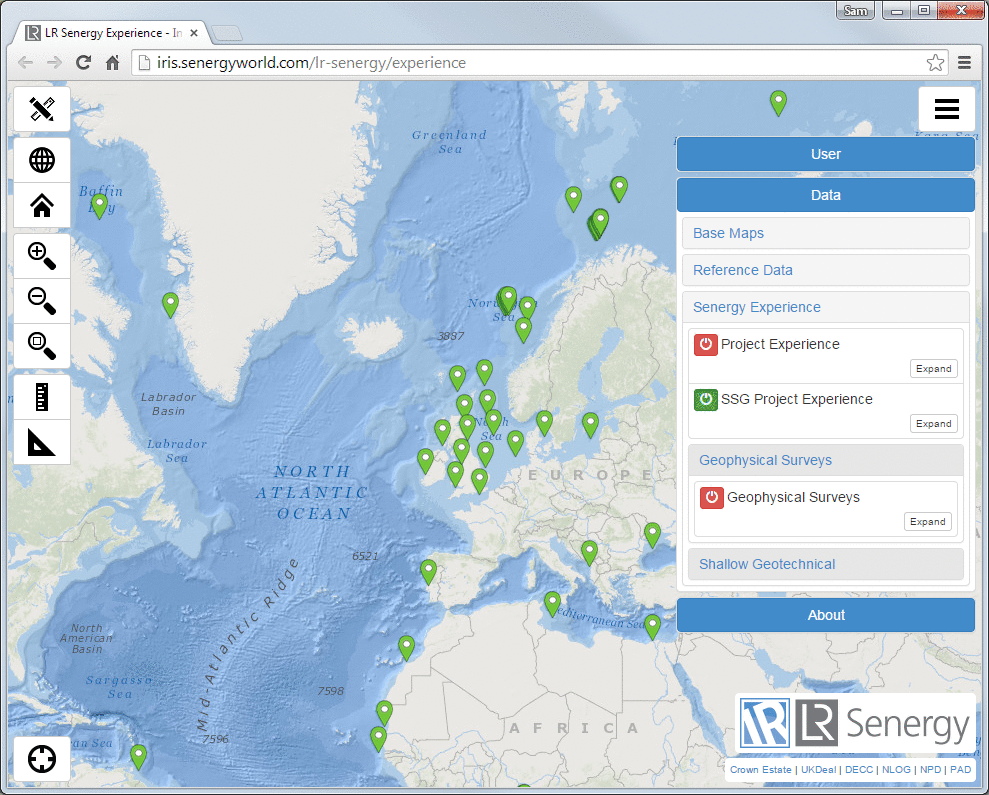 Sam
LR Senergy Experience - In
iris.senergyworld.com/lr-senergy/experience
Greenland
Sea
Kara Sea
User
Data
Baffin
Bay
Base Maps
Reference Data
Senergy Experience
Norwegian
Sea
3887
Project Experience
Expand
SSG Project Experience
Expand
Labrador
Basin
North
Sea
Labrador
Sea
Geophysical Surveys
NORTH
ATLANTIC
OCEAN
EUROPE
Geophysical Surveys
Expand
6521
Shallow Geotechnical
Mid-Atlantic Ridge
Mediterranean Sea
About
North
American
Basin
Sargasso
Sea
7598
AFRICA
7596
an Sea
LR Senergy
Crown Estate | UKDeal | DECC | NLOG | NPD | PAD